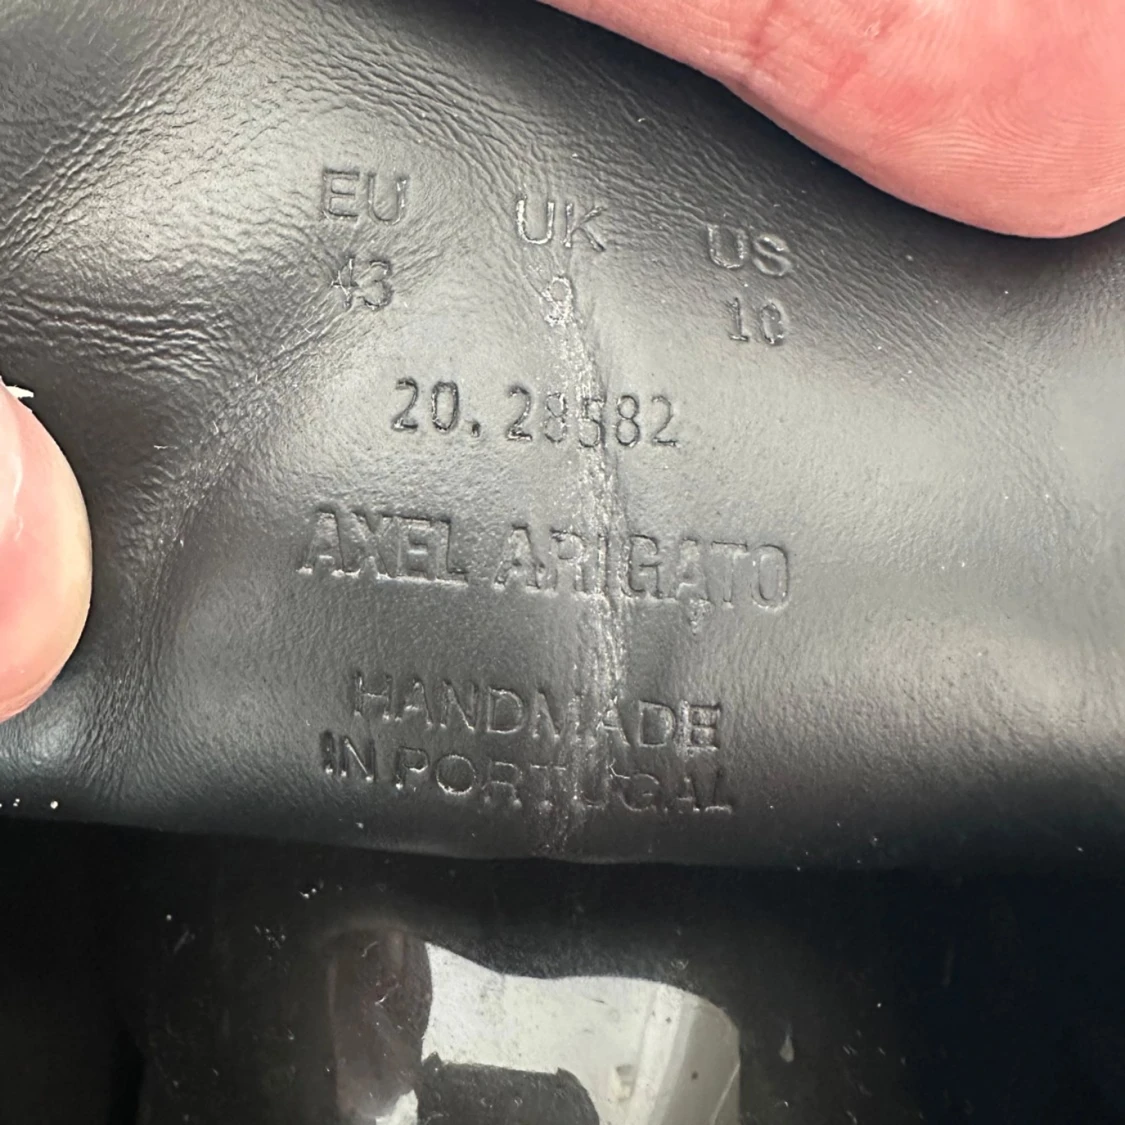 EU UK US
43 9 10
20.28582
AXEL ARIGATO
HANDMADE
IN PORTUGAL